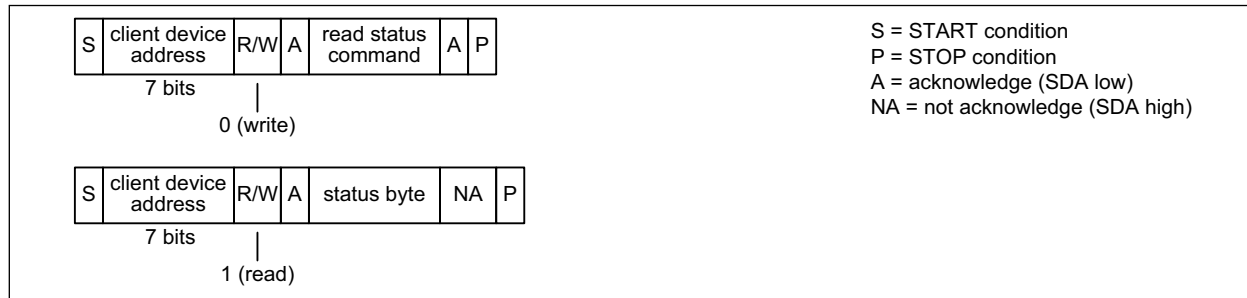 S client device address R/W A read status command A P
7 bits
0 (write)
S client device address R/W A status byte NA P
7 bits
1 (read)
S = START condition
P = STOP condition
A = acknowledge (SDA low)
NA = not acknowledge (SDA high)